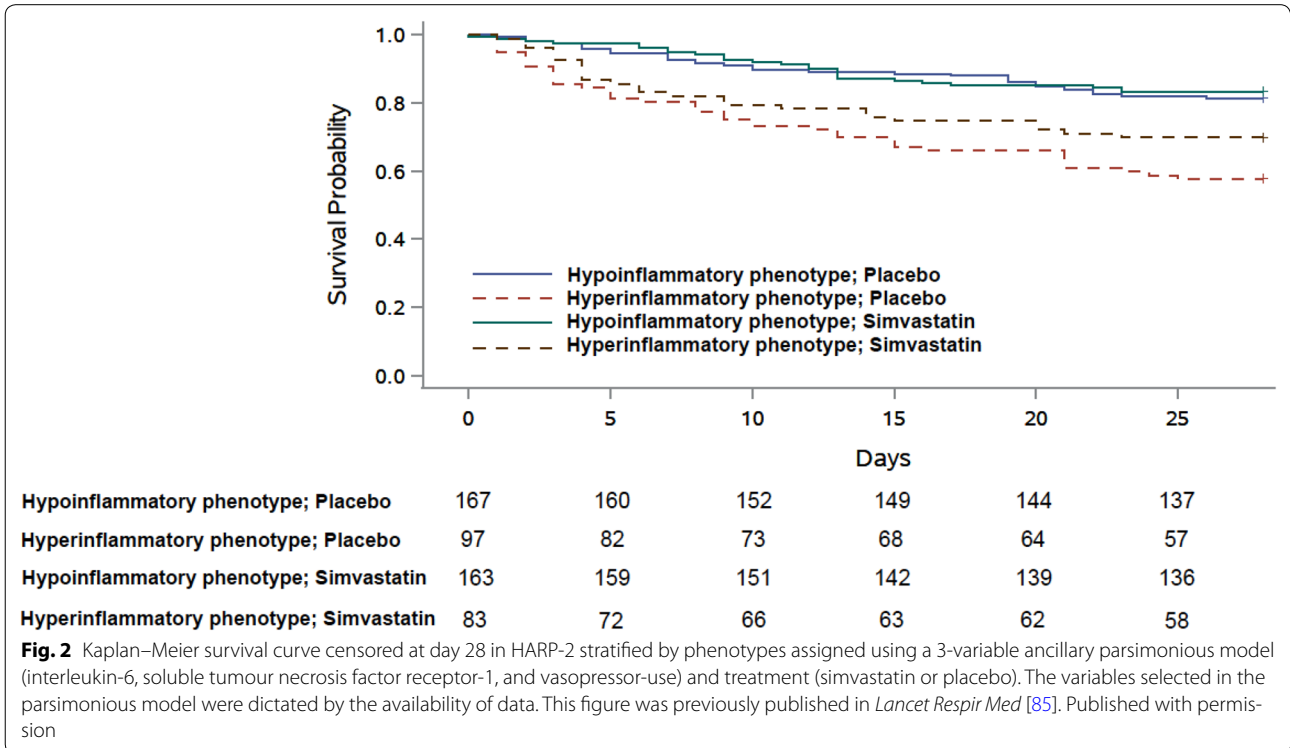 1.0
0.8
0.6
0.4
0.2
0.0
Survival Probability
Hypoinflammatory phenotype; Placebo
Hyperinflammatory phenotype; Placebo
Hypoinflammatory phenotype; Simvastatin
Hyperinflammatory phenotype; Simvastatin
0 5 10 15 20 25
Days
Hypoinflammatory phenotype; Placebo 167 160 152 149 144 137
Hyperinflammatory phenotype; Placebo 97 82 73 68 64 57
Hypoinflammatory phenotype; Simvastatin 163 159 151 142 139 136
Hyperinflammatory phenotype; Simvastatin 83 72 66 63 62 58
Fig. 2 Kaplan–Meier survival curve censored at day 28 in HARP-2 stratified by phenotypes assigned using a 3-variable ancillary parsimonious model
(interleukin-6, soluble tumour necrosis factor receptor-1, and vasopressor-use) and treatment (simvastatin or placebo). The variables selected in the
parsimonious model were dictated by the availability of data. This figure was previously published in Lancet Respir Med [85]. Published with permis-
sion